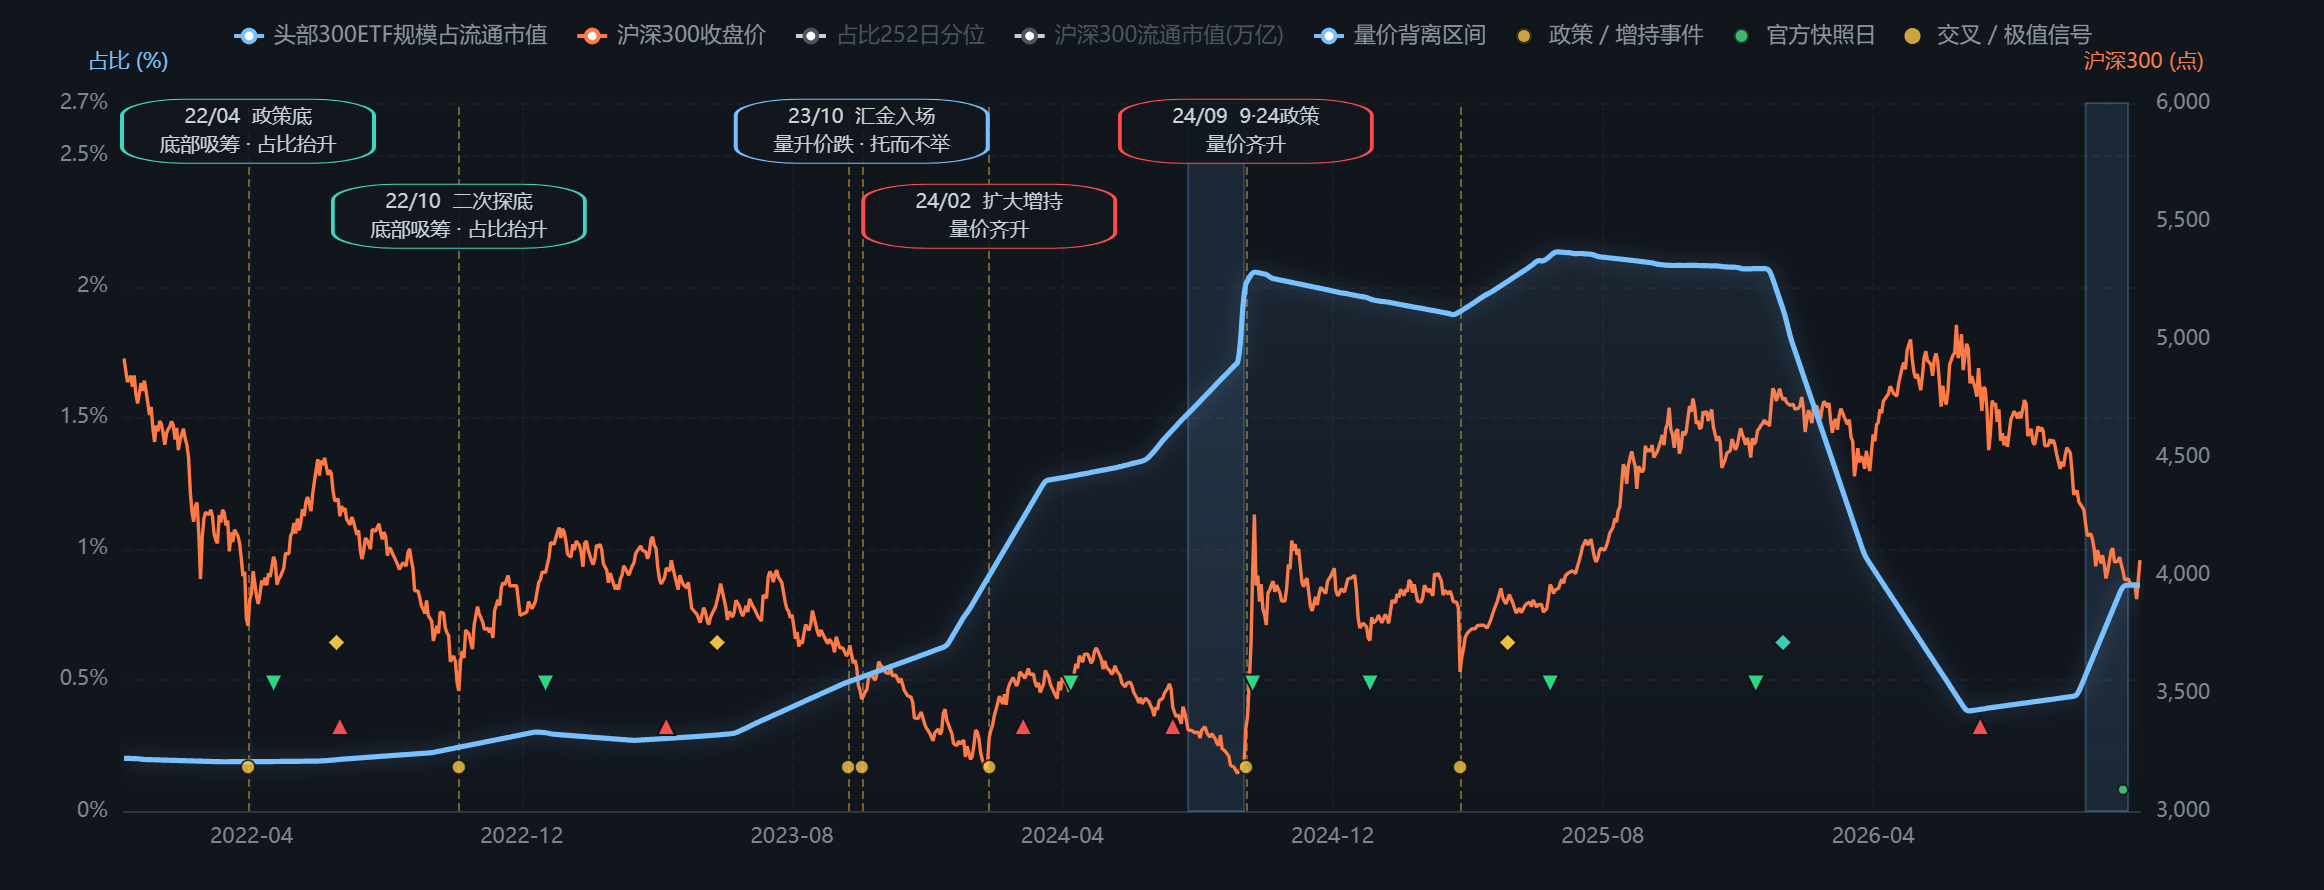 头部300ETF规模占流通市值 沪深300收盘价 占比252日分位 沪深300流通市值(万亿) 量价背离区间 政策 / 增持事件 官方快照日 交叉 / 极值信号
占比 (%) 沪深300 (点)
2.7% 6,000
22/04 政策底
底部吸筹 · 占比抬升
23/10 汇金入场
量升价跌 · 托而不举
24/09 9·24政策
量价齐升
2.5%
22/10 二次探底
底部吸筹 · 占比抬升
24/02 扩大增持
量价齐升
5,500
2%
5,000
1.5%
4,500
1%
4,000
0.5%
3,500
0% 3,000
2022-04 2022-12 2023-08 2024-04 2024-12 2025-08 2026-04